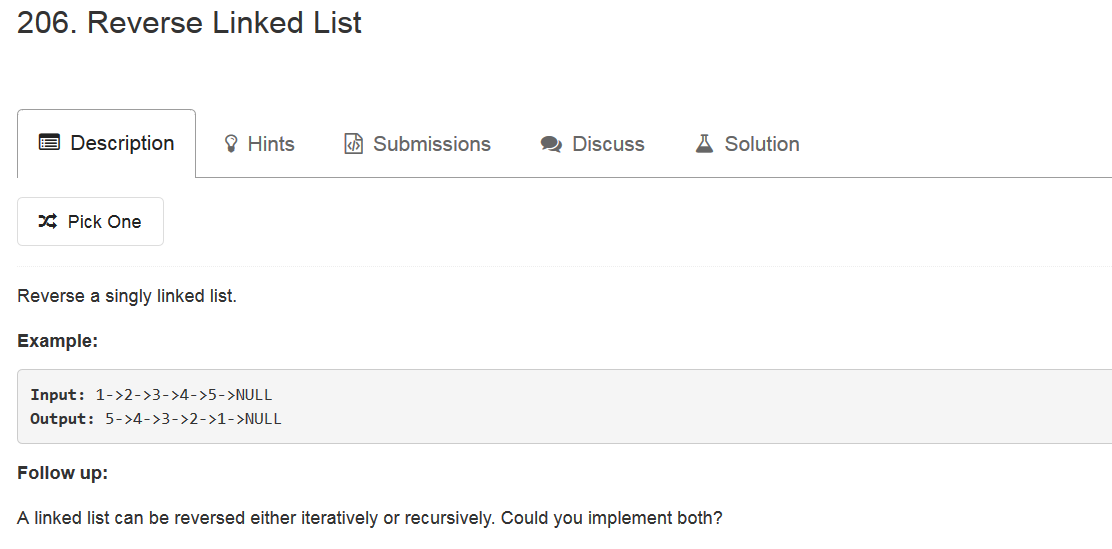 206. Reverse Linked List
Description Hints Submissions Discuss Solution
Pick One
Reverse a singly linked list.
Example:
Input: 1->2->3->4->5->NULL
Output: 5->4->3->2->1->NULL
Follow up:
A linked list can be reversed either iteratively or recursively. Could you implement both?